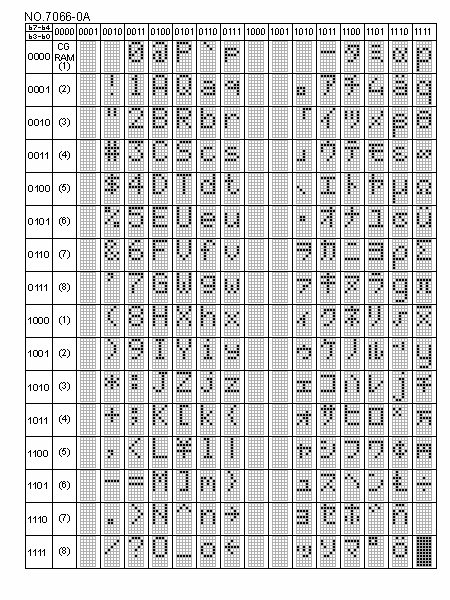 NO.7066-0A
b7-b4 0000 0001 0010 0011 0100 0101 0110 0111 1000 1001 1010 1011 1100 1101 1110 1111
b3-b0
0000 CG RAM (1) 0 @ P ` p ー タ ミ α p
0001 (2) ! 1 A Q a q 。 ア チ ム ä q
0010 (3) " 2 B R b r 「 イ ツ メ β θ
0011 (4) # 3 C S c s 」 ウ テ モ ε ∞
0100 (5) $ 4 D T d t 、 エ ト ヤ μ Ω
0101 (6) % 5 E U e u ・ オ ナ ユ σ ü
0110 (7) & 6 F V f v ヲ カ ニ ヨ ρ Σ
0111 (8) ' 7 G W g w ァ キ ヌ ラ g π
1000 (1) ( 8 H X h x ィ ク ネ リ √ x̄
1001 (2) ) 9 I Y i y ゥ ケ ノ ル ⁻¹ y
1010 (3) * : J Z j z ェ コ ハ レ j 千
1011 (4) + ; K [ k { ォ サ ヒ ロ ˣ 万
1100 (5) , < L ¥ l | ャ シ フ ワ ¢ 円
1101 (6) - = M ] m } ュ ス ヘ ン Ł ÷
1110 (7) . > N ^ n → ョ セ ホ ゛ ñ
1111 (8) / ? O _ o ← ッ ソ マ ゜ ö █